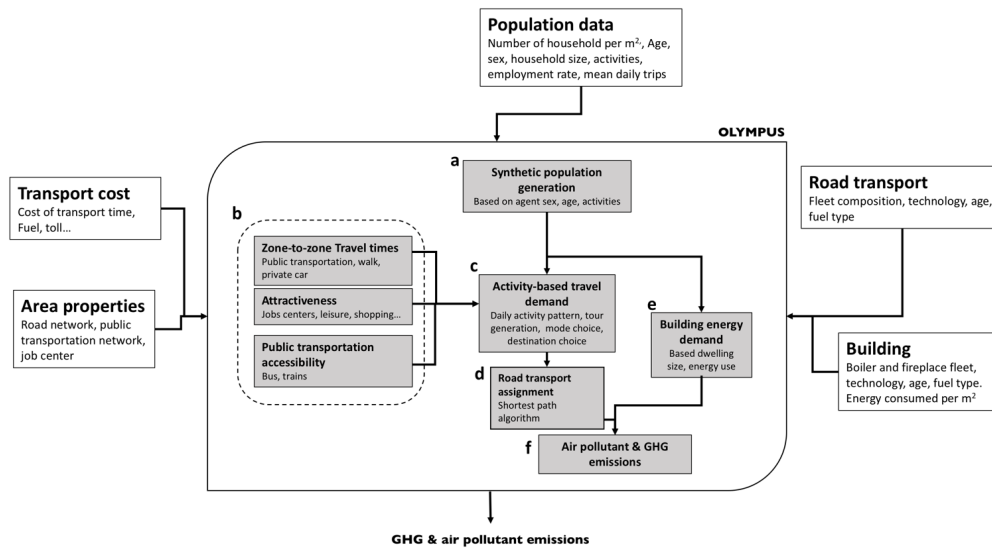 Population data
Number of household per m², Age,
sex, household size, activities,
employment rate, mean daily trips
OLYMPUS
Transport cost
Cost of transport time,
Fuel, toll...
Area properties
Road network, public
transportation network,
job center
a
Synthetic population
generation
Based on agent sex, age, activities
b
Zone-to-zone Travel times
Public transportation, walk,
private car
Attractiveness
Jobs centers, leisure, shopping...
Public transportation
accessibility
Bus, trains
c
Activity-based travel
demand
Daily activity pattern, tour
generation, mode choice,
destination choice
d
Road transport
assignment
Shortest path
algorithm
e
Building energy
demand
Based dwelling
size, energy use
f
Air pollutant & GHG
emissions
Road transport
Fleet composition, technology, age,
fuel type
Building
Boiler and fireplace fleet,
technology, age, fuel type.
Energy consumed per m²
GHG & air pollutant emissions